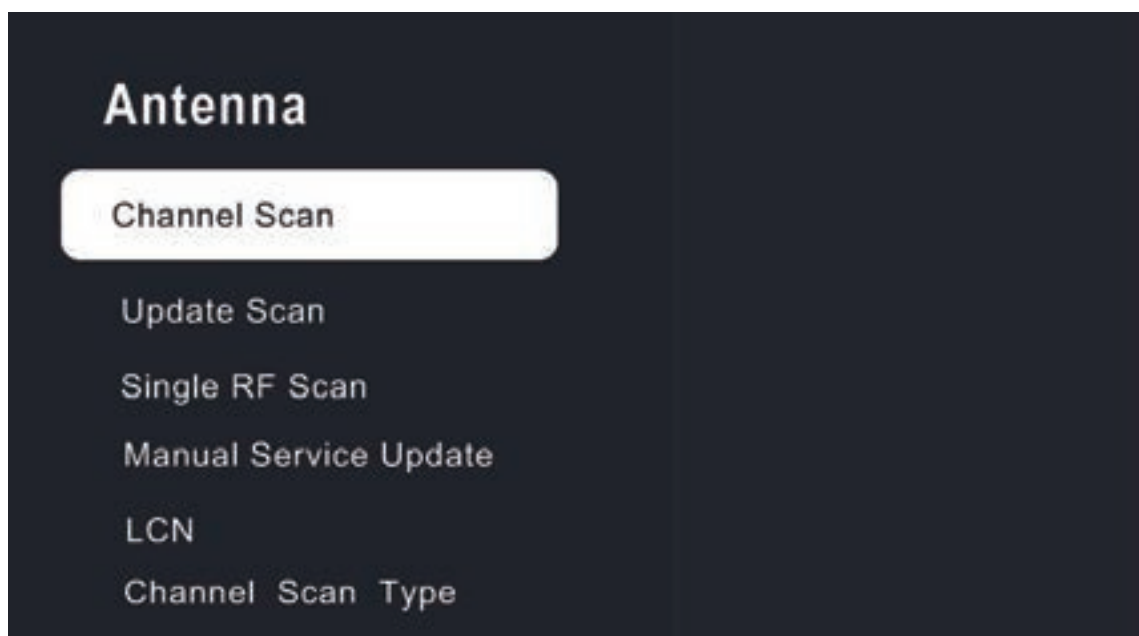 Antenna
Channel Scan
Update Scan
Single RF Scan
Manual Service Update
LCN
Channel Scan Type